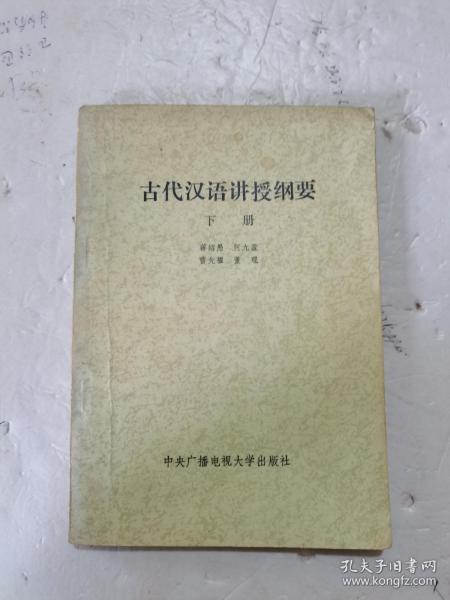 古代汉语讲授纲要
下 册
蒋绍愚 何九盈
曹先擢 董 琨
中央广播电视大学出版社
孔夫子旧书网
www.kongfz.com